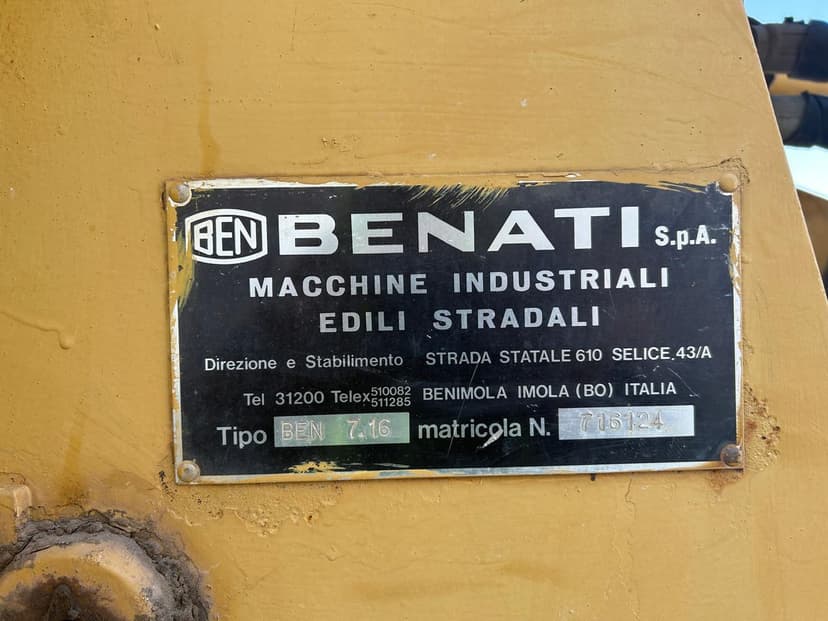 BEN BENATI S.p.A.
MACCHINE INDUSTRIALI
EDILI STRADALI
Direzione e Stabilimento STRADA STATALE 610 SELICE, 43/A
Tel 31200 Telex 510082 511285 BENIMOLA IMOLA (BO) ITALIA
Tipo BEN 7.16 matricola N. 716124